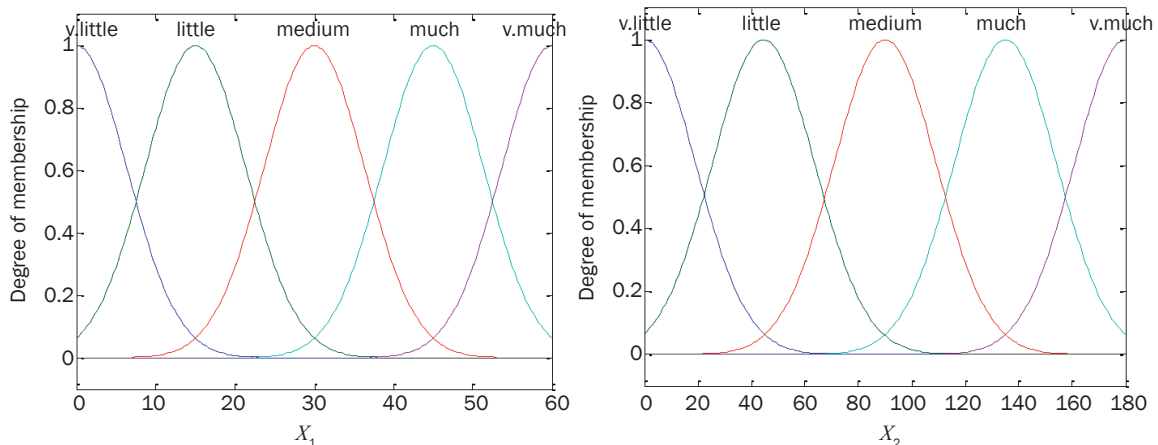 v.little little medium much v.much
1
0.8
0.6
0.4
0.2
0
Degree of membership
0 10 20 30 40 50 60
X1
v.little little medium much v.much
1
0.8
0.6
0.4
0.2
0
Degree of membership
0 20 40 60 80 100 120 140 160 180
X2